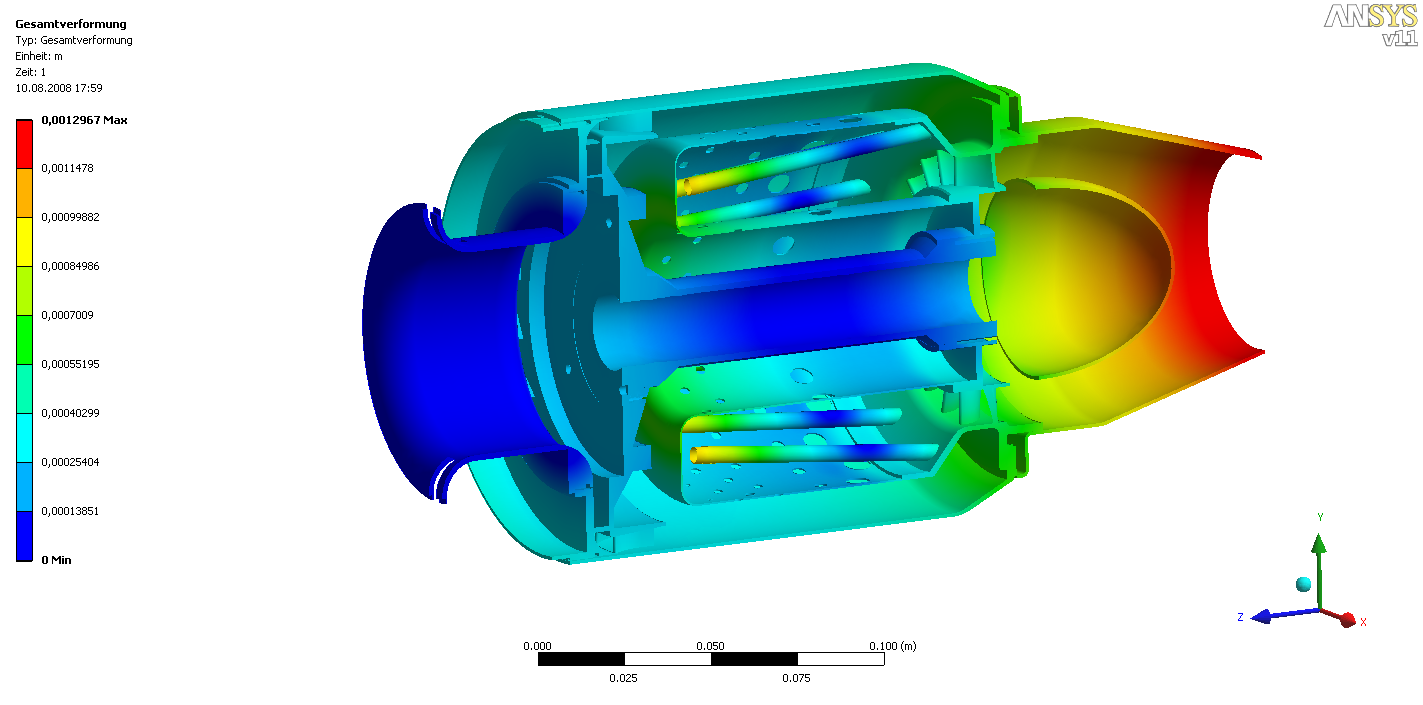 Gesamtverformung
Typ: Gesamtverformung
Einheit: m
Zeit: 1
10.08.2008 17:59
0,0012967 Max
0,0011478
0,00099882
0,00084986
0,0007009
0,00055195
0,00040299
0,00025404
0,00013851
0 Min
ANSYS
v11
0.000
0.050
0.100 (m)
0.025
0.075
Y
Z
X